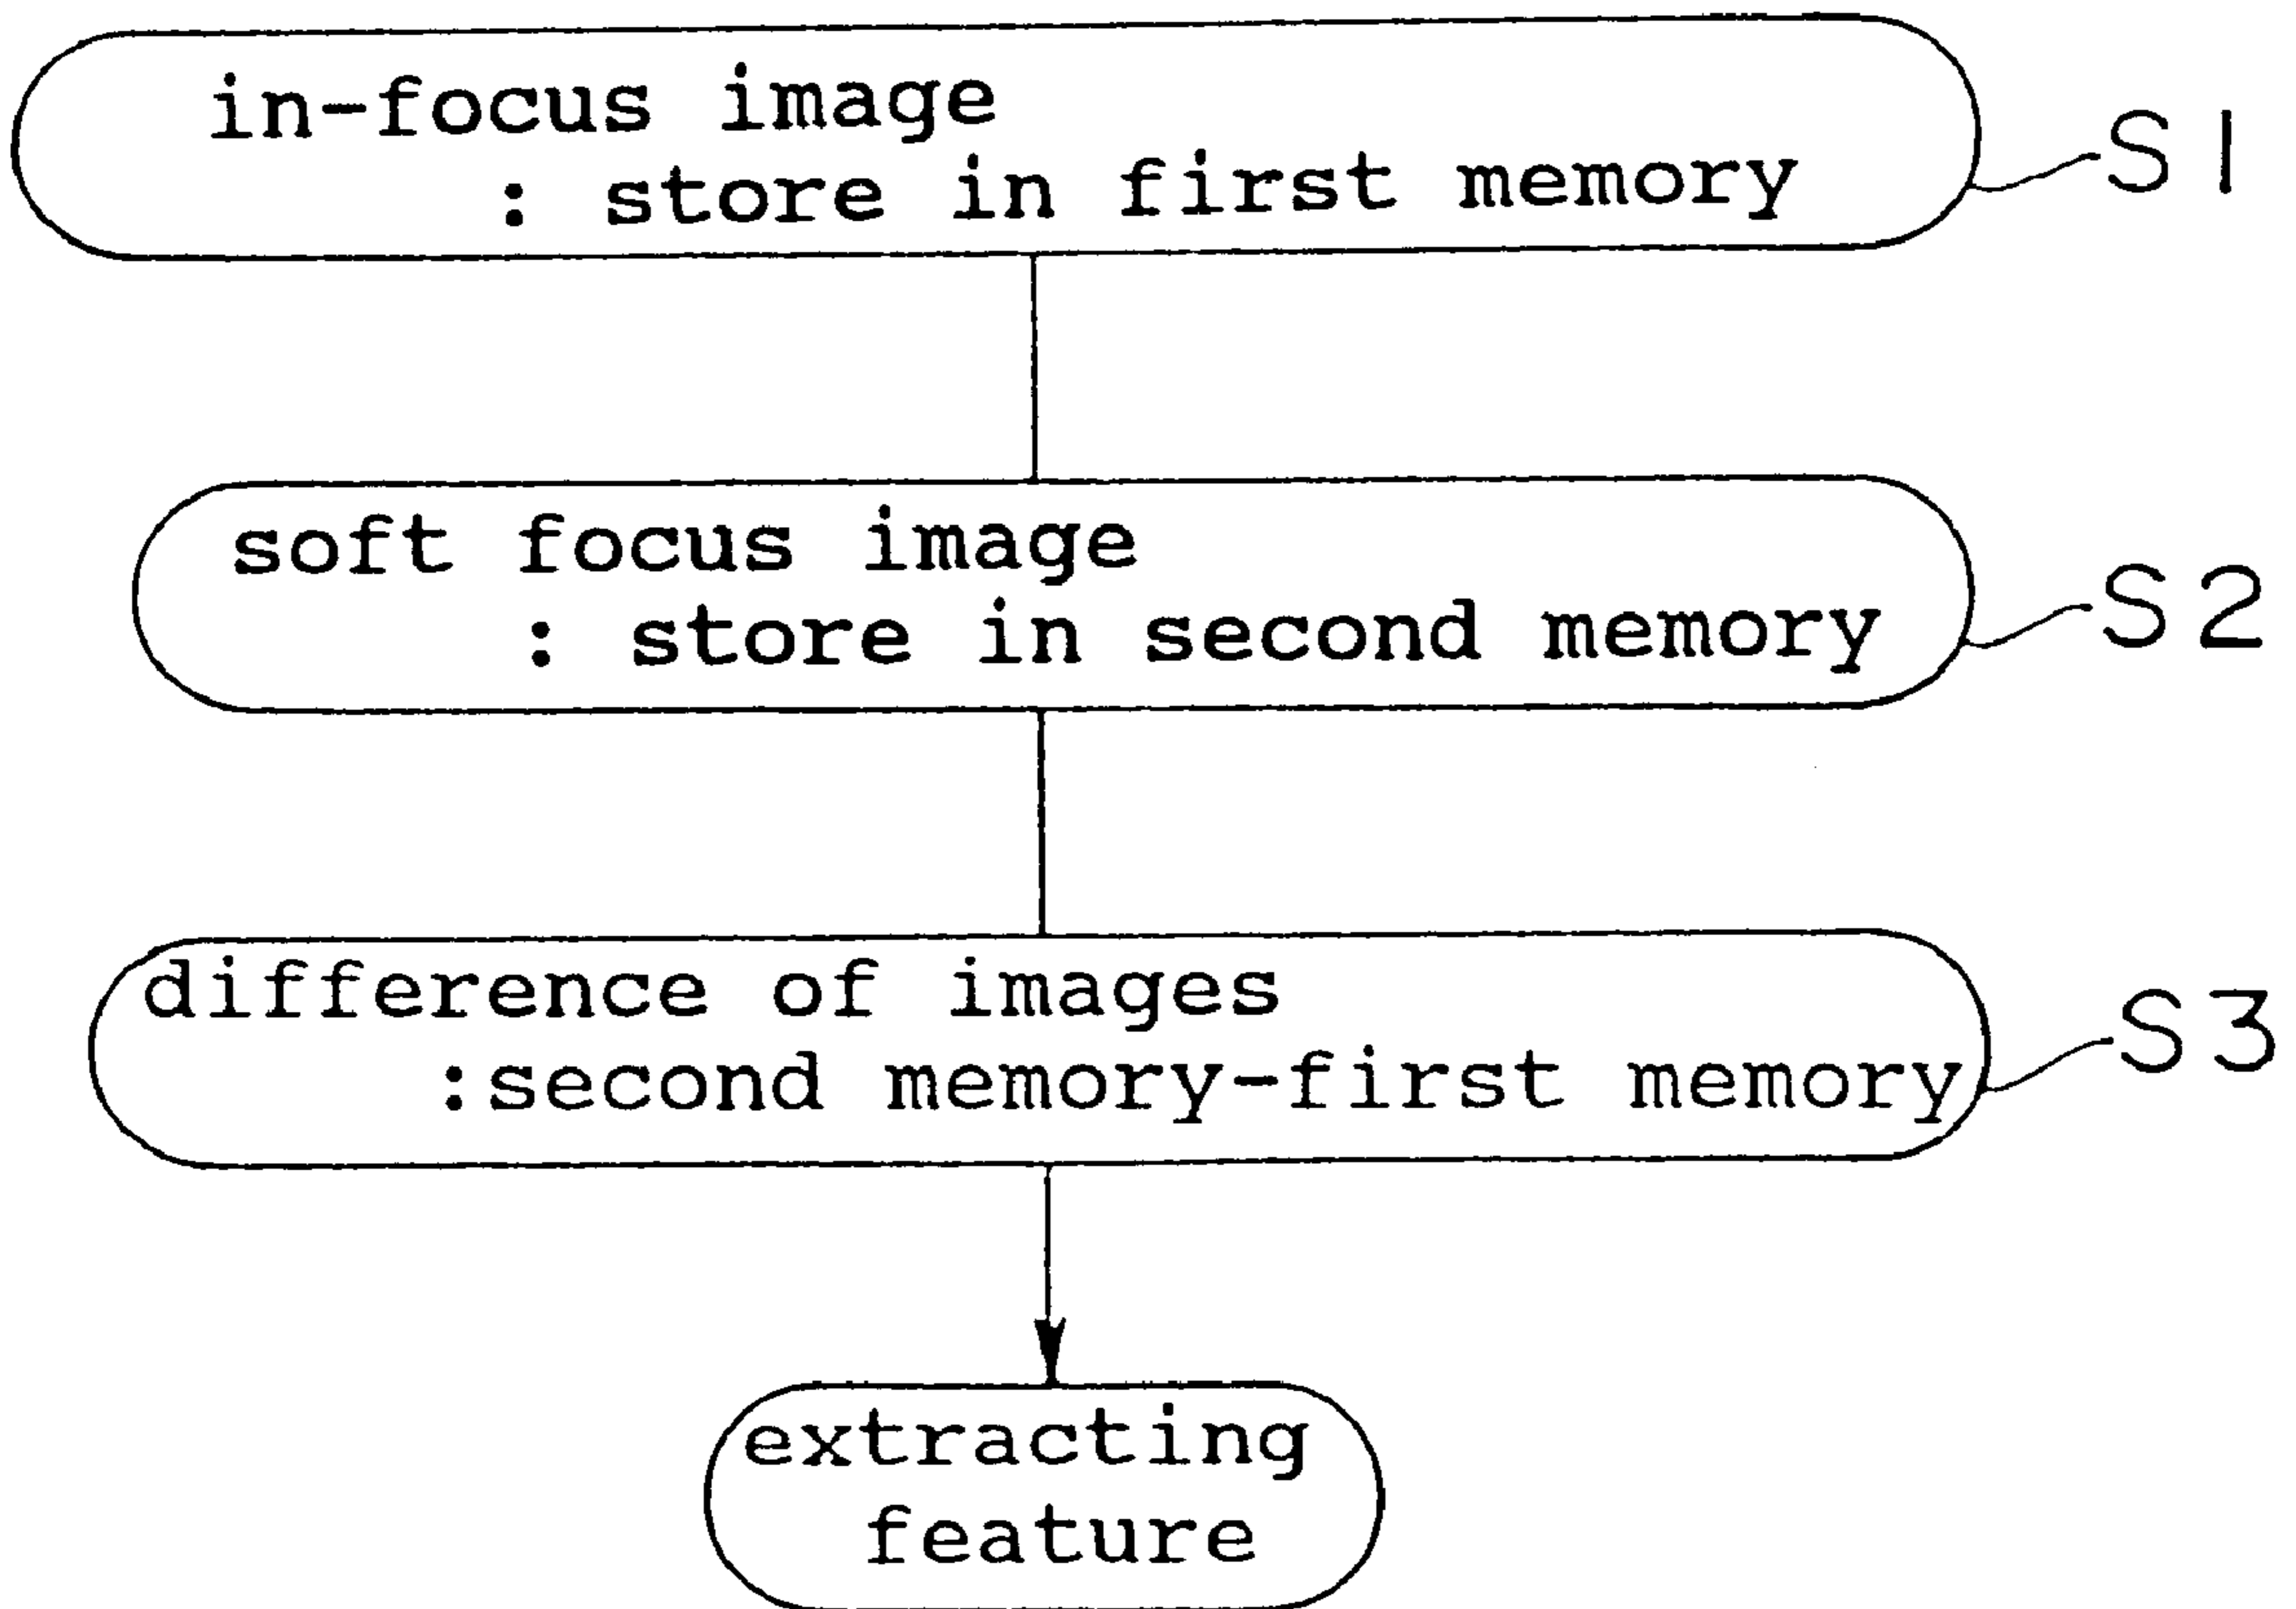 in-focus image
: store in first memory
S1
soft focus image
: store in second memory
S2
difference of images
:second memory-first memory
S3
extracting
feature